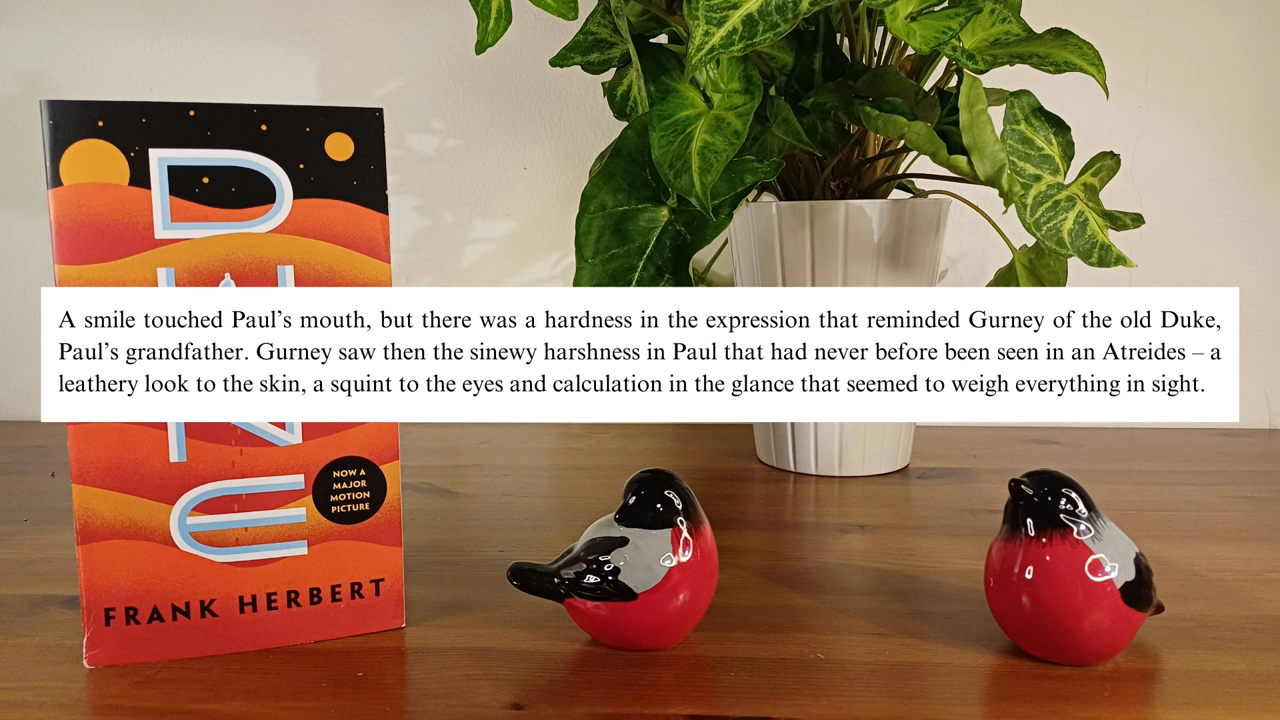 DUNE
A smile touched Paul’s mouth, but there was a hardness in the expression that reminded Gurney of the old Duke,
Paul’s grandfather. Gurney saw then the sinewy harshness in Paul that had never before been seen in an Atreides – a
leathery look to the skin, a squint to the eyes and calculation in the glance that seemed to weigh everything in sight.
NOW A
MAJOR
MOTION
PICTURE
FRANK HERBERT